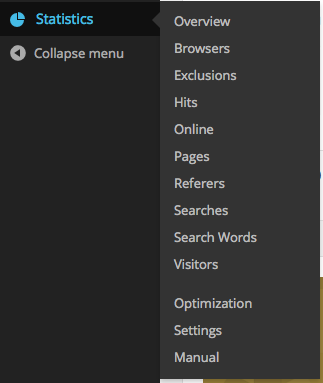 Statistics
Collapse menu
Overview
Browsers
Exclusions
Hits
Online
Pages
Referers
Searches
Search Words
Visitors
Optimization
Settings
Manual